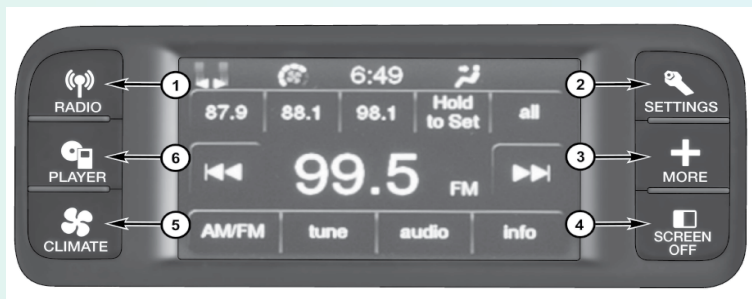 6:49
1
2
RADIO
SETTINGS
87.9 88.1 98.1 Hold to Set all
6
3
PLAYER
99.5 FM
MORE
5
4
CLIMATE
AM/FM tune audio info
SCREEN OFF